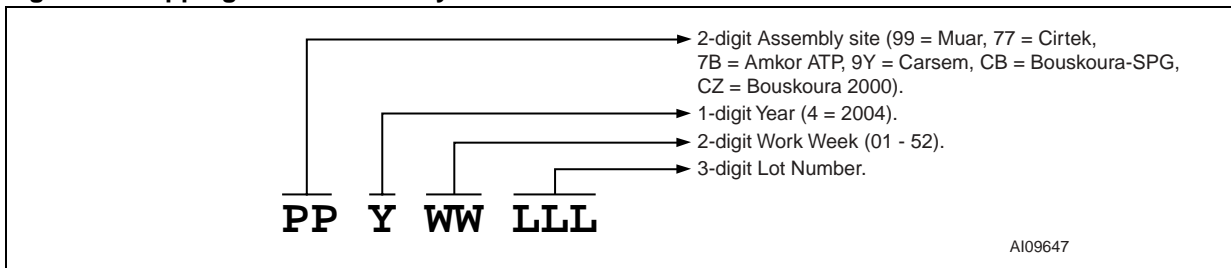 2-digit Assembly site (99 = Muar, 77 = Cirtek,
7B = Amkor ATP, 9Y = Carsem, CB = Bouskoura-SPG,
CZ = Bouskoura 2000).
1-digit Year (4 = 2004).
2-digit Work Week (01 - 52).
3-digit Lot Number.
PP Y WW LLL
AI09647